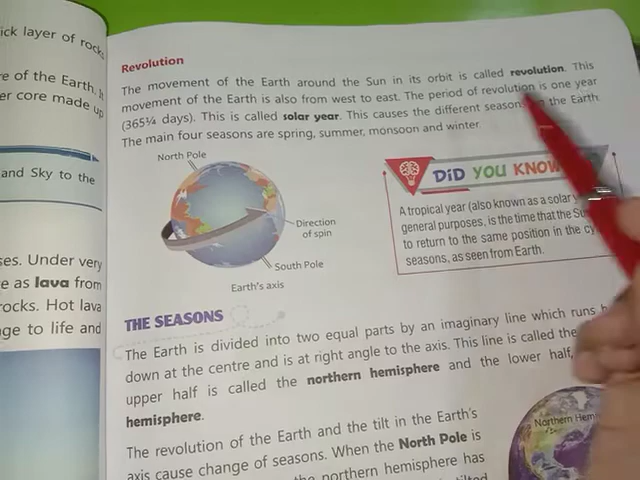 ick layer of rocks
e of the Earth. It
er core made up
and Sky to the
ses. Under very
e as lava from
rocks. Hot lava
ge to life and
Revolution
The movement of the Earth around the Sun in its orbit is called revolution. This
movement of the Earth is also from west to east. The period of revolution is one year
(365¼ days). This is called solar year. This causes the different seasons the Earth.
The main four seasons are spring, summer, monsoon and winter.
North Pole
Direction
of spin
South Pole
Earth's axis
DiD YOU KNOW
A tropical year (also known as a solar
general purposes, is the time that the
to return to the same position in the
seasons, as seen from Earth.
THE SEASONS
The Earth is divided into two equal parts by an imaginary line which runs
down at the centre and is at right angle to the axis. This line is called the
upper half is called the northern hemisphere and the lower half,
hemisphere.
The revolution of the Earth and the tilt in the Earth's
axis cause change of seasons. When the North Pole is
northern hemisphere has
Northern